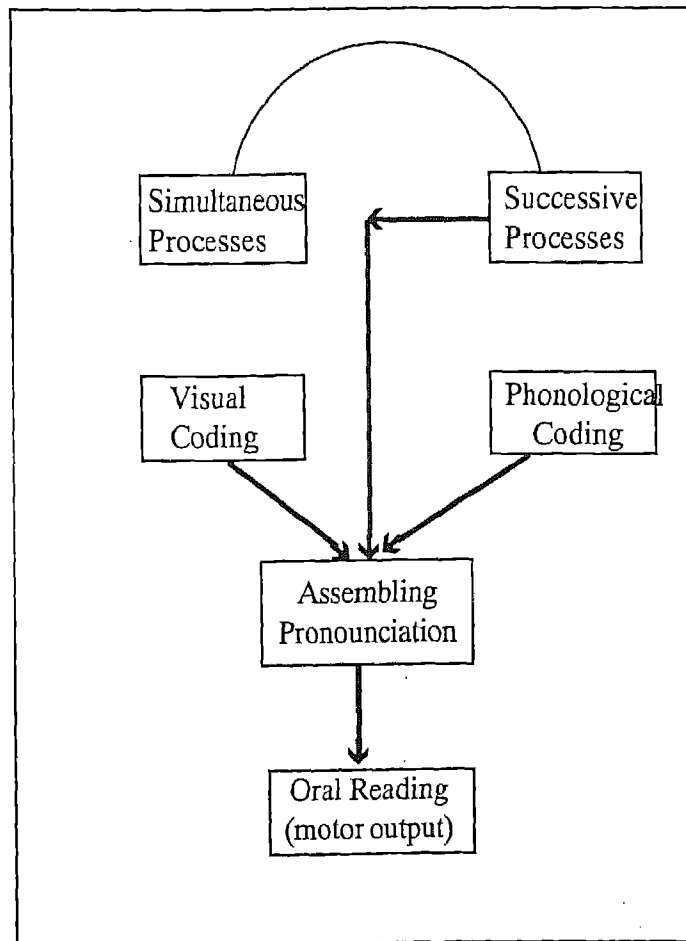 Simultaneous
Processes
Successive
Processes
Visual
Coding
Phonological
Coding
Assembling
Pronounciation
Oral Reading
(motor output)